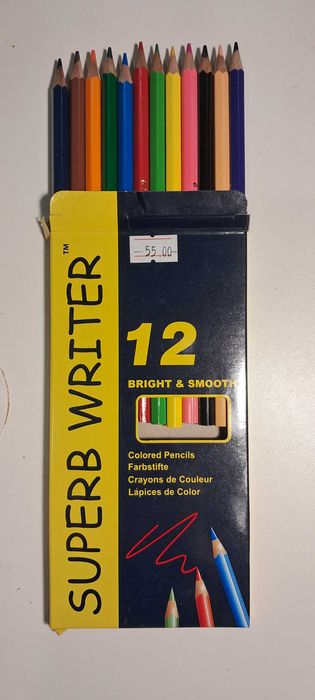 55.00
SUPERB WRITER™
12
BRIGHT & SMOOTH
Colored Pencils
Farbstifte
Crayons de Couleur
Lápices de Color